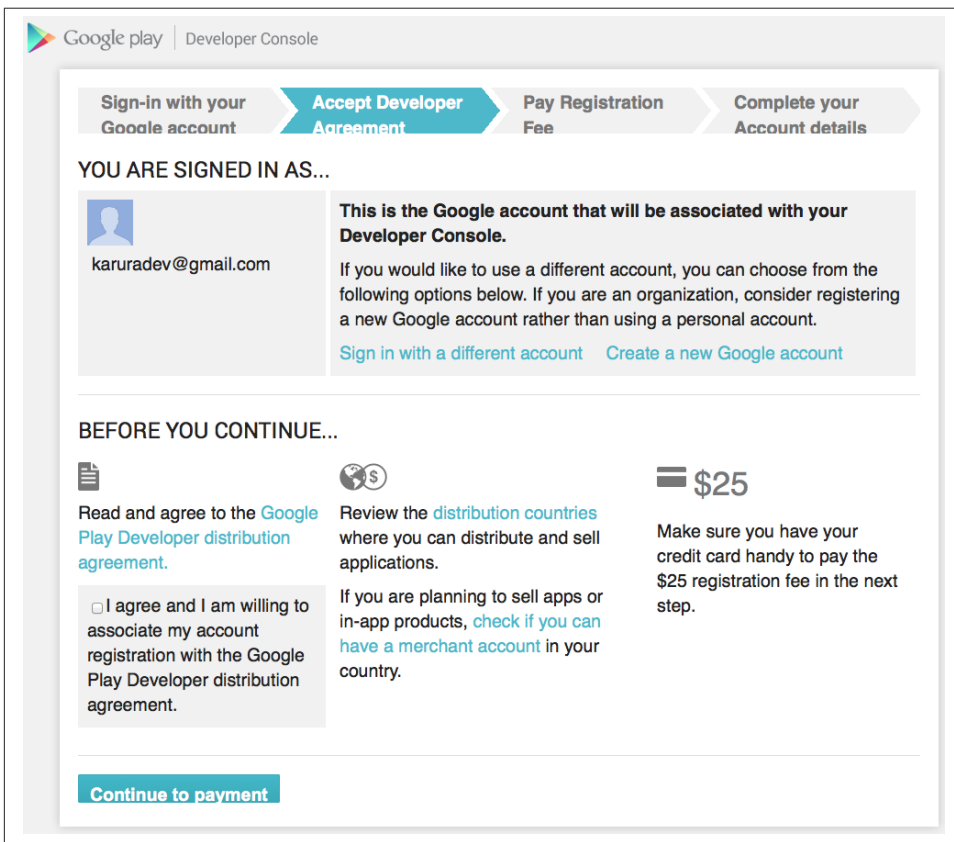 Google play | Developer Console
Sign-in with your Google account
Accept Developer Agreement
Pay Registration Fee
Complete your Account details
YOU ARE SIGNED IN AS...
karuradev@gmail.com
This is the Google account that will be associated with your
Developer Console.
If you would like to use a different account, you can choose from the
following options below. If you are an organization, consider registering
a new Google account rather than using a personal account.
Sign in with a different account Create a new Google account
BEFORE YOU CONTINUE...
Read and agree to the Google
Play Developer distribution
agreement.
I agree and I am willing to
associate my account
registration with the Google
Play Developer distribution
agreement.
$
Review the distribution countries
where you can distribute and sell
applications.
If you are planning to sell apps or
in-app products, check if you can
have a merchant account in your
country.
$25
Make sure you have your
credit card handy to pay the
$25 registration fee in the next
step.
Continue to payment